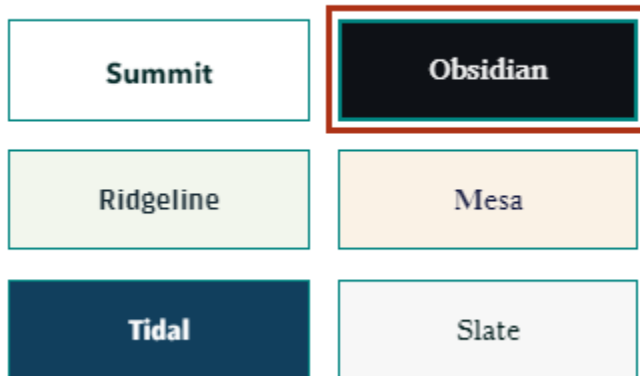 Summit
Obsidian
Ridgeline
Mesa
Tidal
Slate